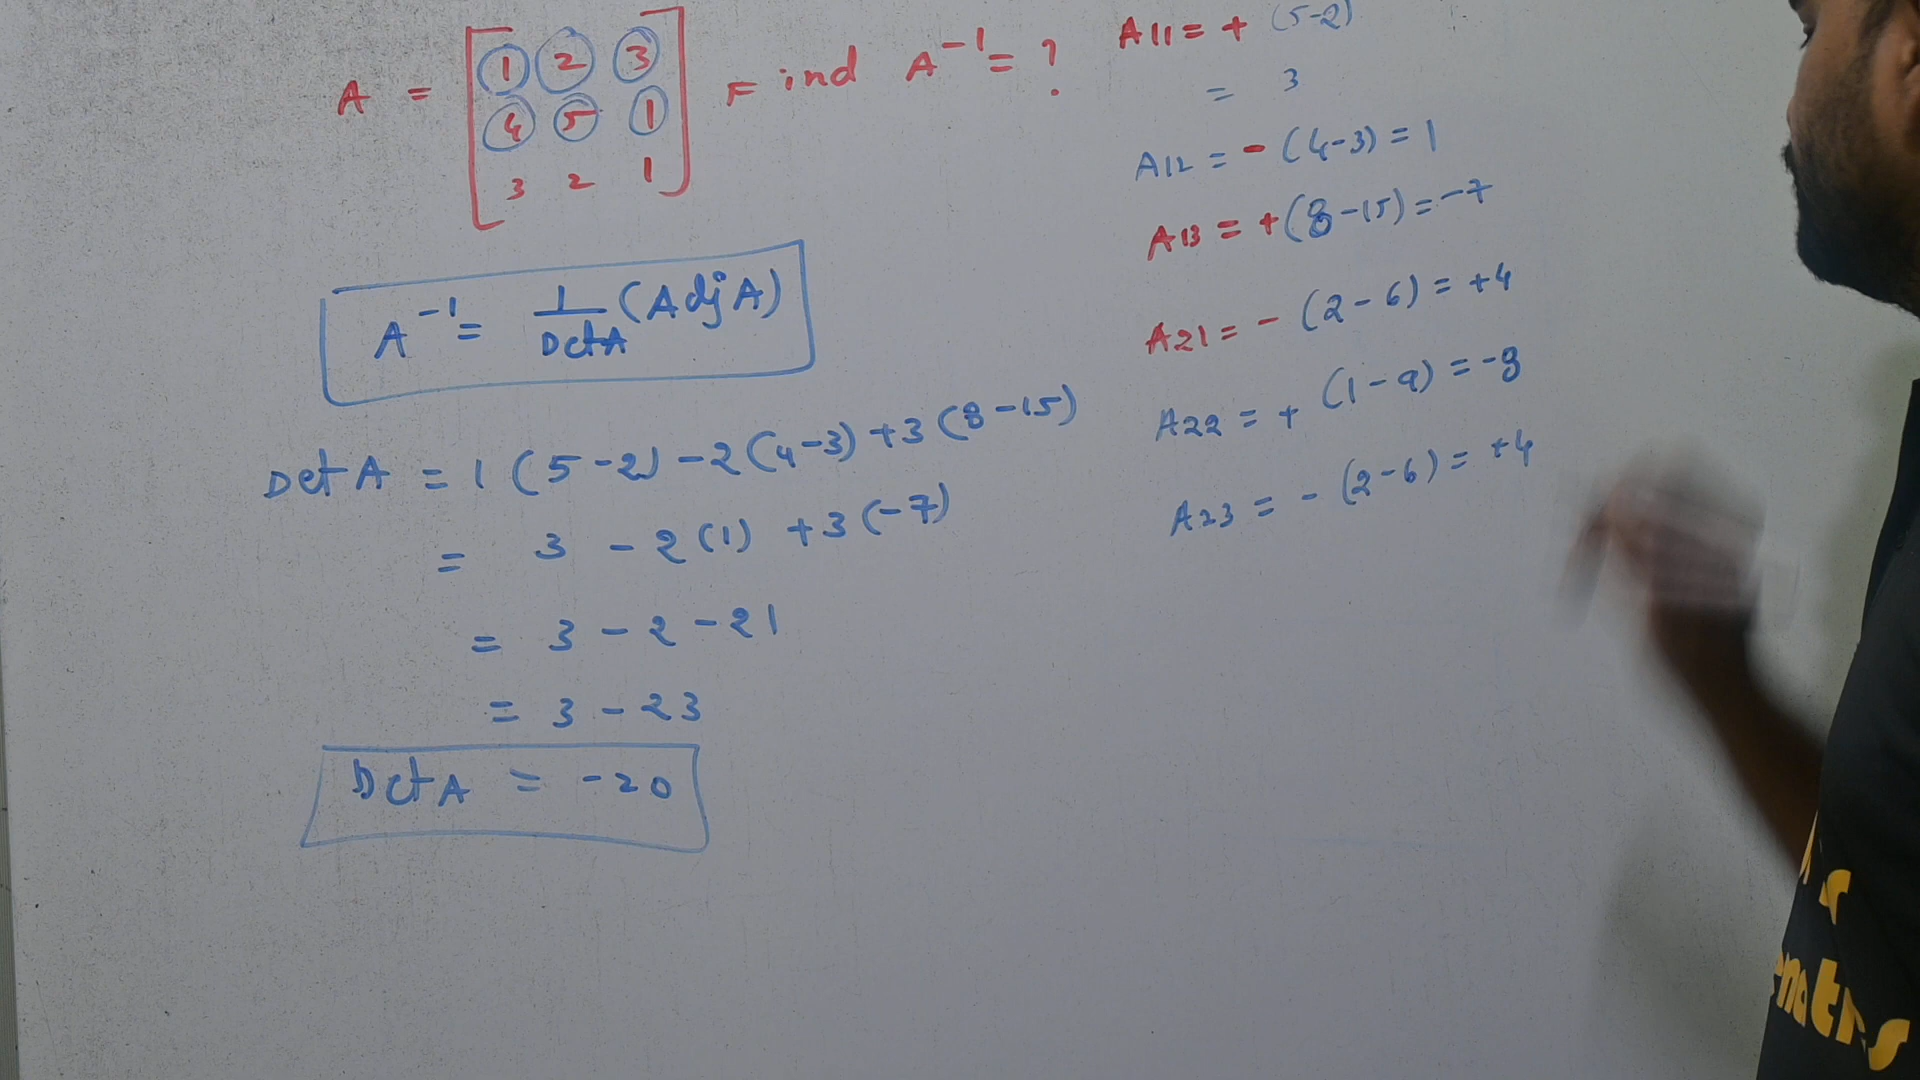 A = [1 2 3
4 5 1
3 2 1] Find A⁻¹ = ?
A⁻¹ = 1/DetA (Adj A)
Det A = 1 (5-2) - 2 (4-3) + 3 (8-15)
= 3 - 2(1) + 3(-7)
= 3 - 2 - 21
= 3 - 23
Det A = -20
A11 = + (5-2)
= 3
A12 = - (4-3) = 1
A13 = + (8-15) = -7
A21 = - (2-6) = +4
A22 = + (1-9) = -8
A23 = - (2-6) = +4